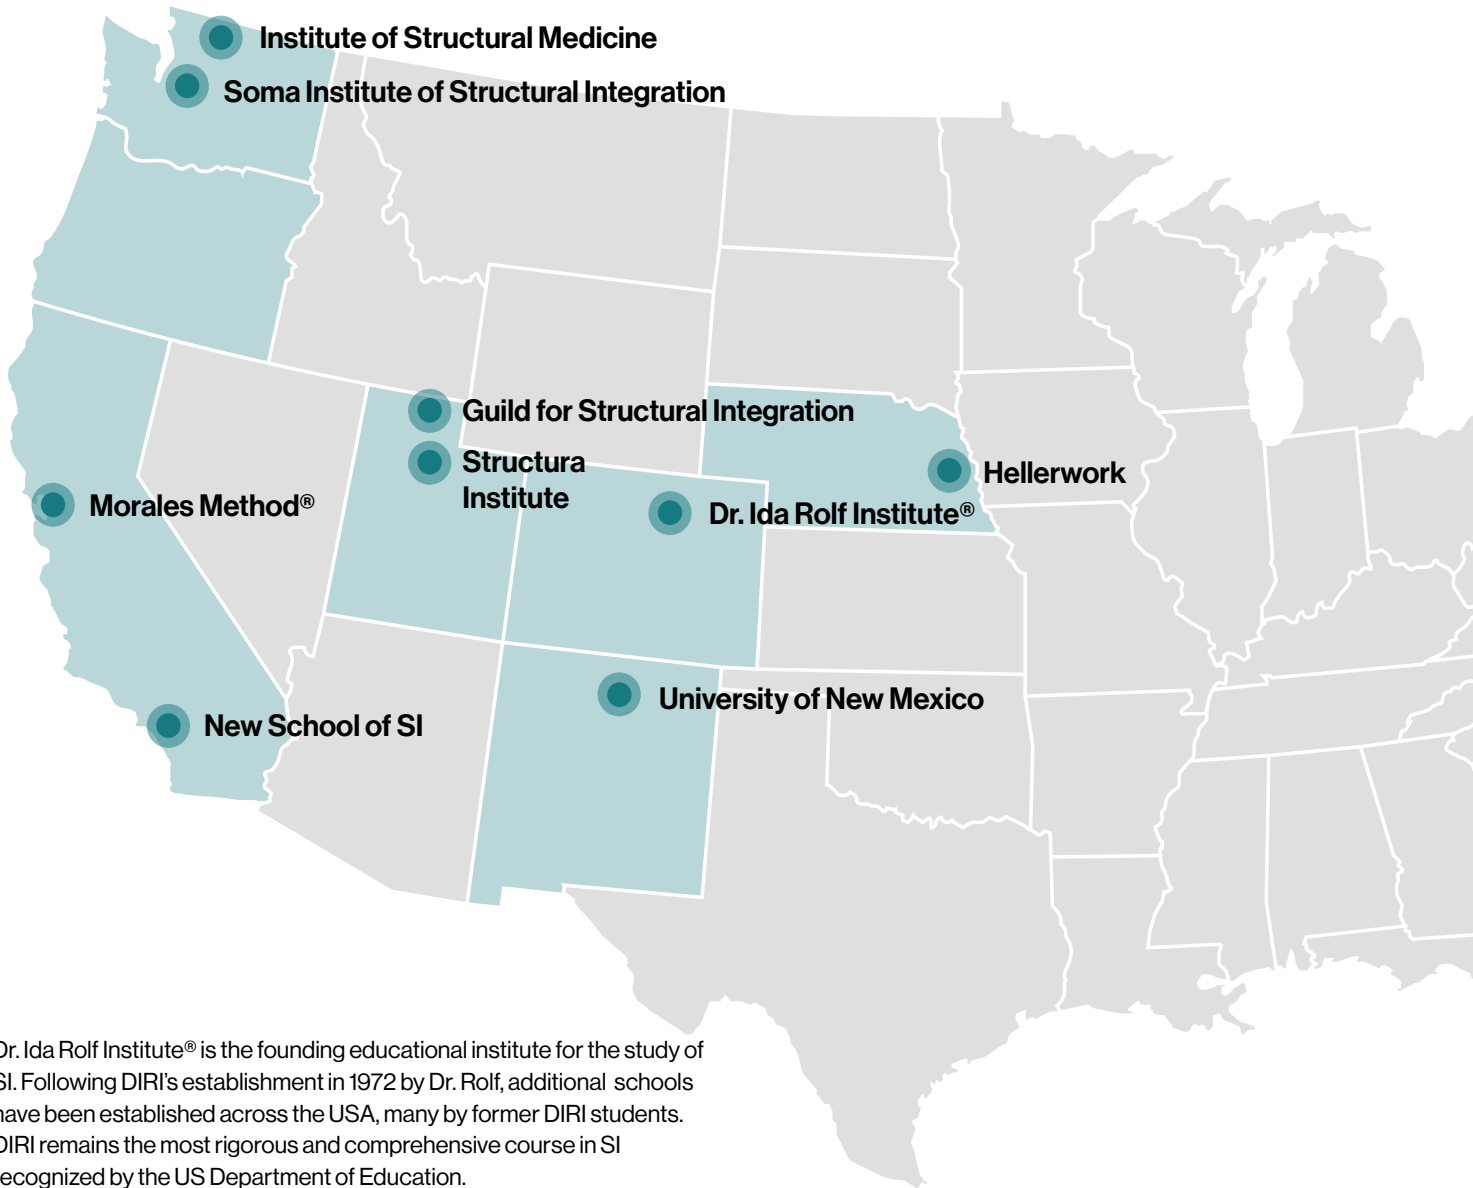 Institute of Structural Medicine
Soma Institute of Structural Integration
Guild for Structural Integration
Structura
Institute
Hellerwork
Morales Method®
Dr. Ida Rolf Institute®
University of New Mexico
New School of SI
Dr. Ida Rolf Institute® is the founding educational institute for the study of
SI. Following DIRI’s establishment in 1972 by Dr. Rolf, additional schools
have been established across the USA, many by former DIRI students.
DIRI remains the most rigorous and comprehensive course in SI
recognized by the US Department of Education.